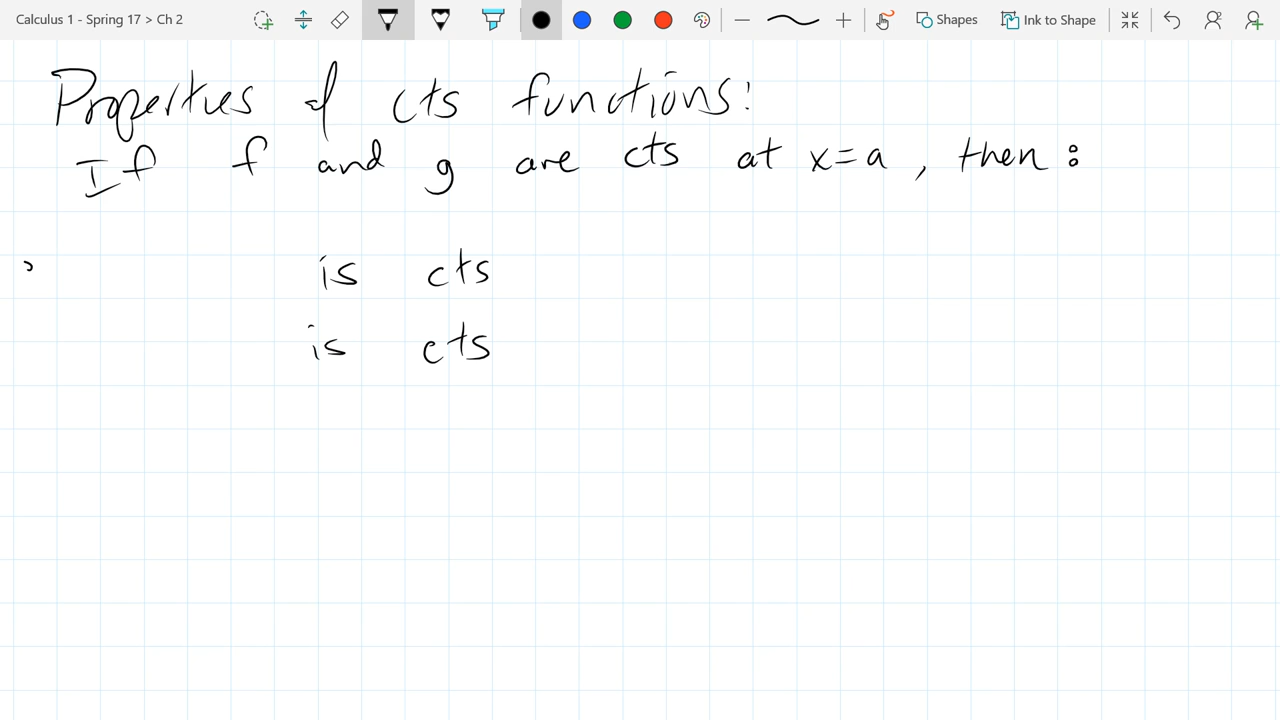 Calculus 1 - Spring 17 > Ch 2 Shapes Ink to Shape
Properties of cts functions:
If f and g are cts at x=a, then:
is cts
is cts